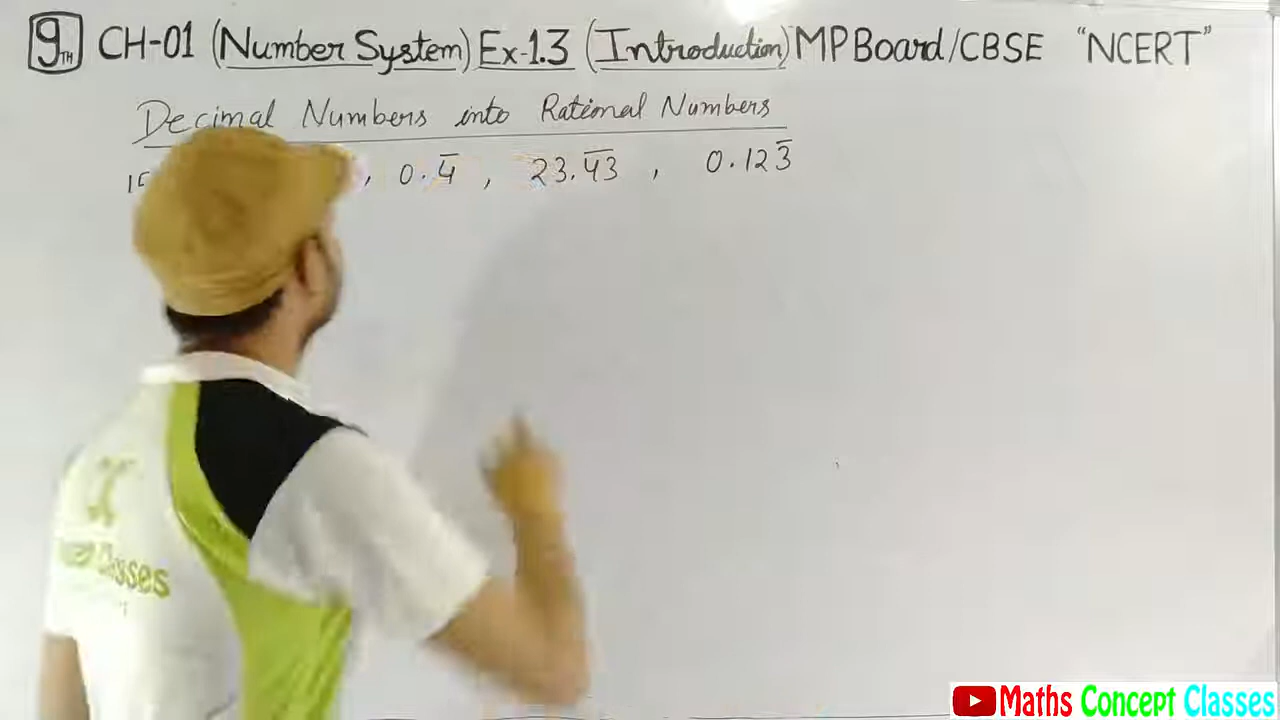 9TH CH-01 (Number System) Ex-1.3 (Introduction) MP Board/CBSE "NCERT"
Decimal Numbers into Rational Numbers
, 0.4̅ , 23.4̅3̅ , 0.123̅
Classes
Maths Concept Classes